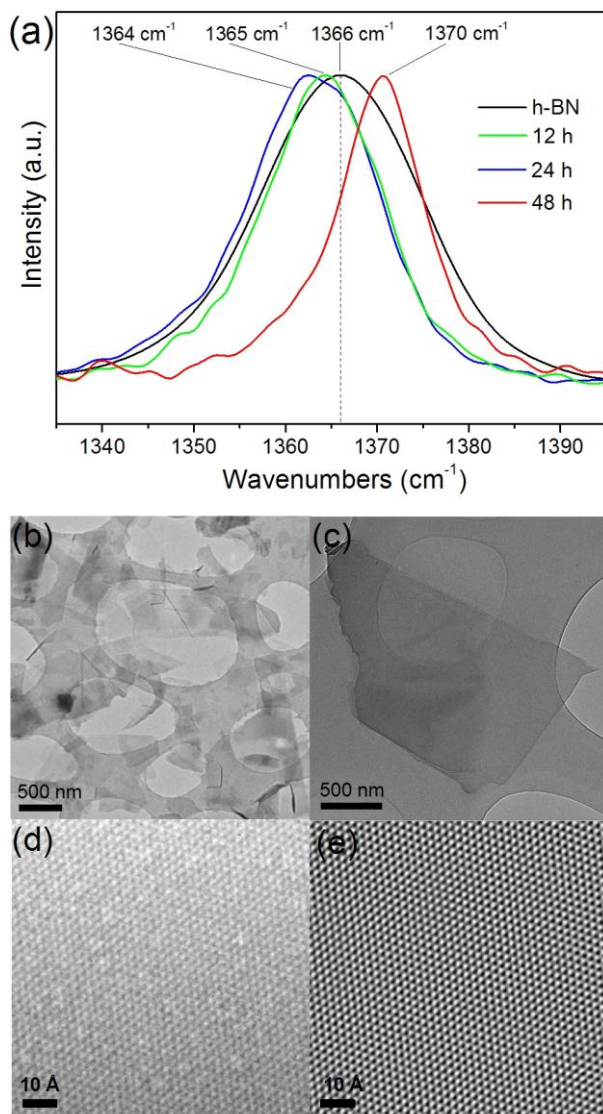 (a)
1364 cm⁻¹ 1365 cm⁻¹ 1366 cm⁻¹ 1370 cm⁻¹
h-BN
12 h
24 h
48 h
Intensity (a.u.)
1340 1350 1360 1370 1380 1390
Wavenumbers (cm⁻¹)
(b) (c)
500 nm 500 nm
(d) (e)
10 Å 10 Å